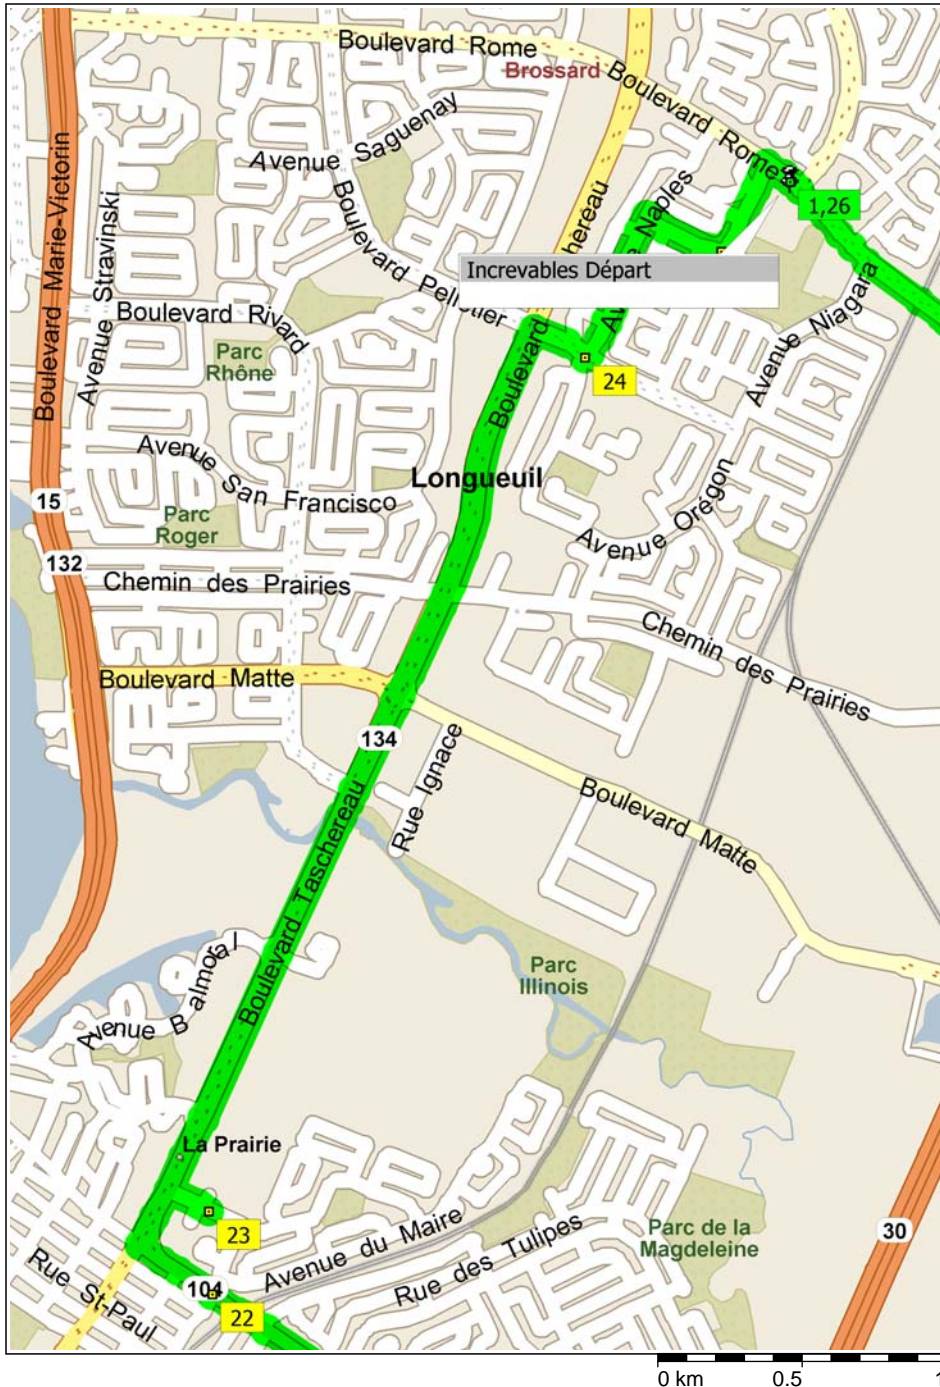 Boulevard Rome
Brossard
Boulevard Rome
Avenue Saguenay
Boulevard Marie-Victorin
Avenue Stravinski
Boulevard Pelletier
Naples
1,26
chereau
Increvables Départ
Boulevard Rivard
Avenue Niagara
Parc
Rhône
Boulevard
24
Avenue San Francisco
Longueuil
15
Parc
Roger
Avenue Orégon
132
Chemin des Prairies
Chemin des Prairies
Boulevard Matte
134
Rue Ignace
Boulevard Matte
Boulevard Taschereau
Parc
Illinois
Avenue Balmoral
La Prairie
23
Avenue du Maire
Rue des Tulipes
Parc de la
Magdeleine
30
Rue St-Paul
104
22
0 km 0.5 1